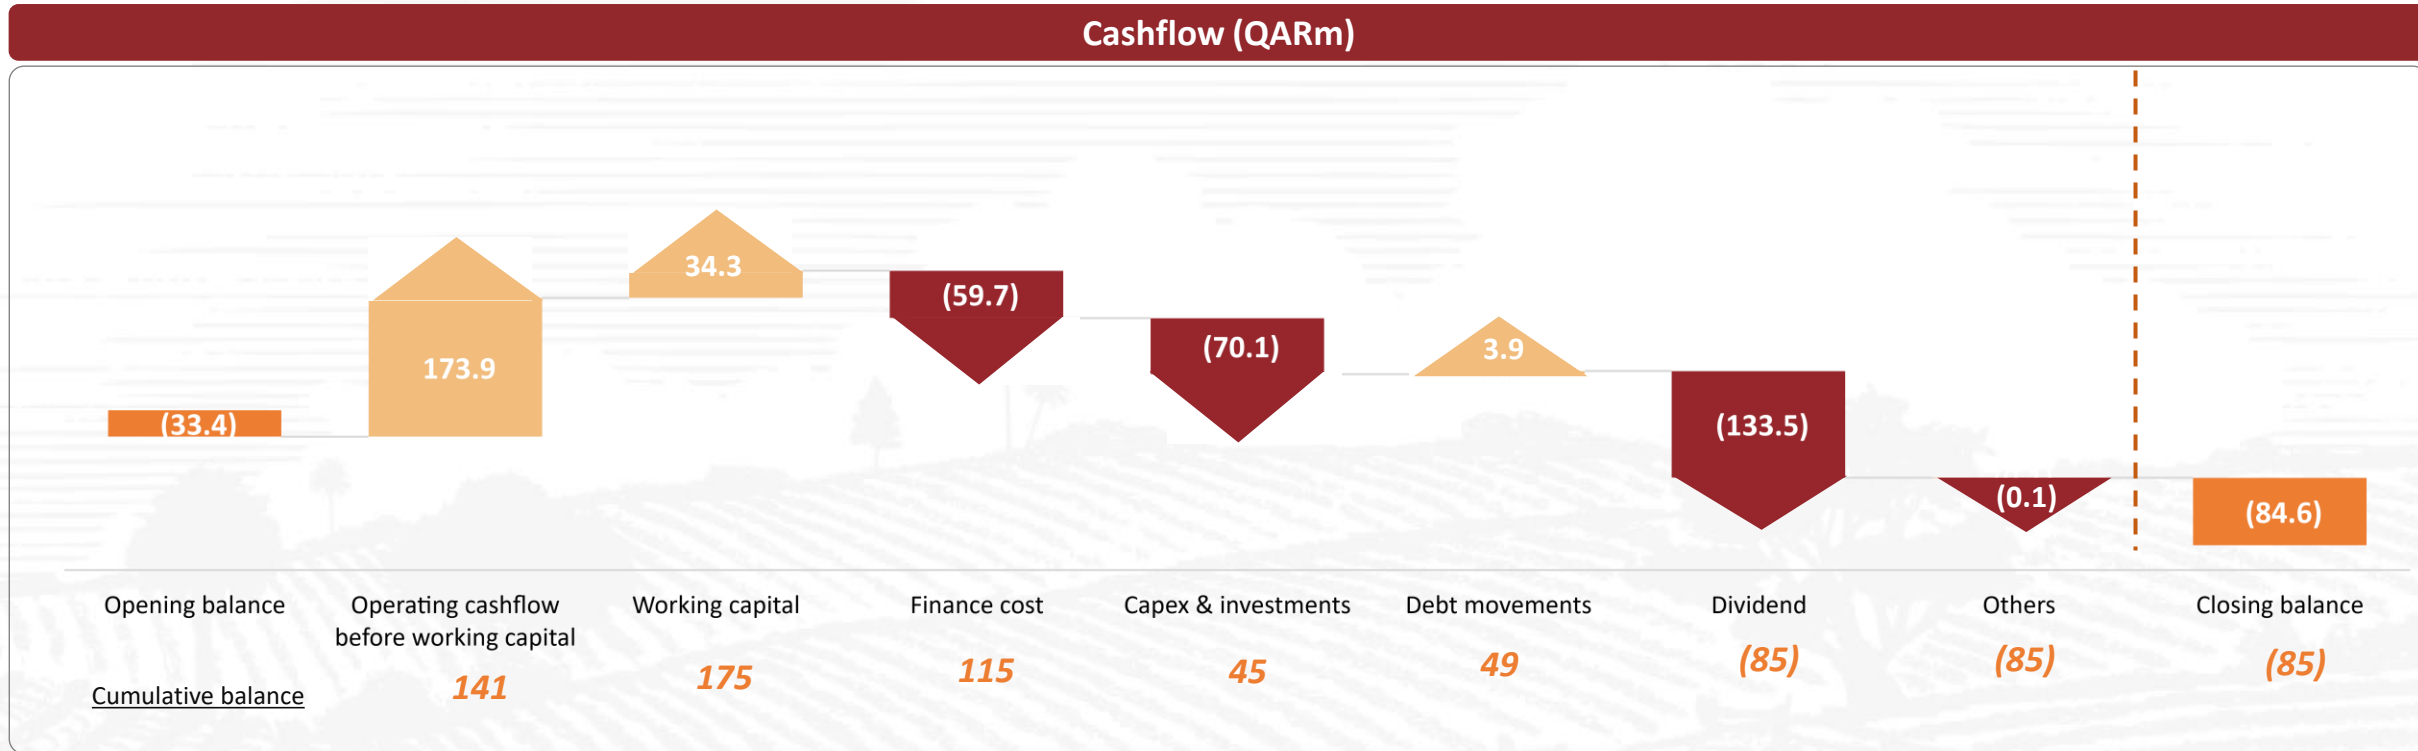 Cashflow (QARm)
34.3
(59.7)
(70.1)
3.9
173.9
(33.4)
(133.5)
(0.1)
(84.6)
Opening balance
Operating cashflow
before working capital
Working capital
Finance cost
Capex & investments
Debt movements
Dividend
Others
Closing balance
Cumulative balance
141
175
115
45
49
(85)
(85)
(85)